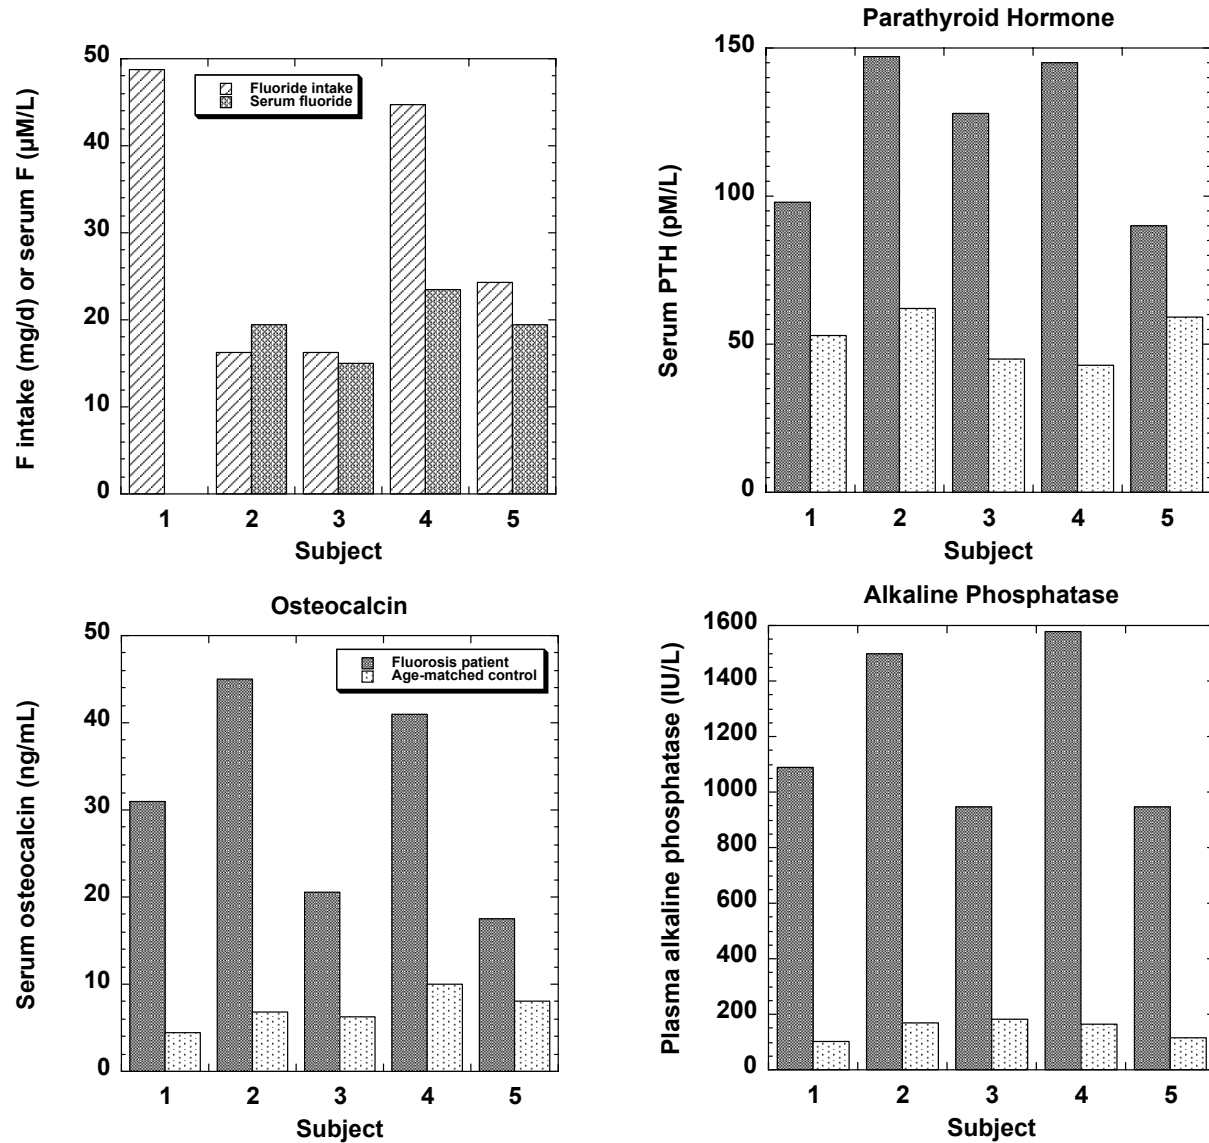 F intake (mg/d) or serum F (µM/L)
50
40
30
20
10
0
Fluoride intake
Serum fluoride
1 2 3 4 5
Subject
Parathyroid Hormone
Serum PTH (pM/L)
150
100
50
0
1 2 3 4 5
Subject
Osteocalcin
Serum osteocalcin (ng/mL)
50
40
30
20
10
0
Fluorosis patient
Age-matched control
1 2 3 4 5
Subject
Alkaline Phosphatase
Plasma alkaline phosphatase (IU/L)
1600
1400
1200
1000
800
600
400
200
0
1 2 3 4 5
Subject